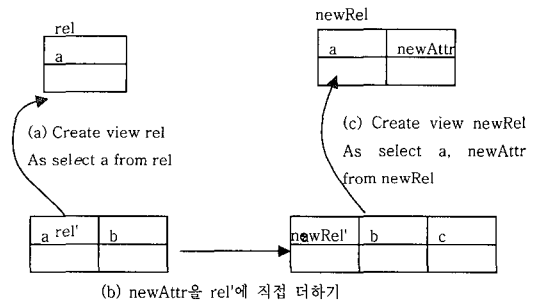 rel
newRel
a
a newAttr
(a) Create view rel
As select a from rel
(c) Create view newRel
As select a, newAttr
from newRel
a rel' b
newRel' a b c
(b) newAttr을 rel'에 직접 더하기